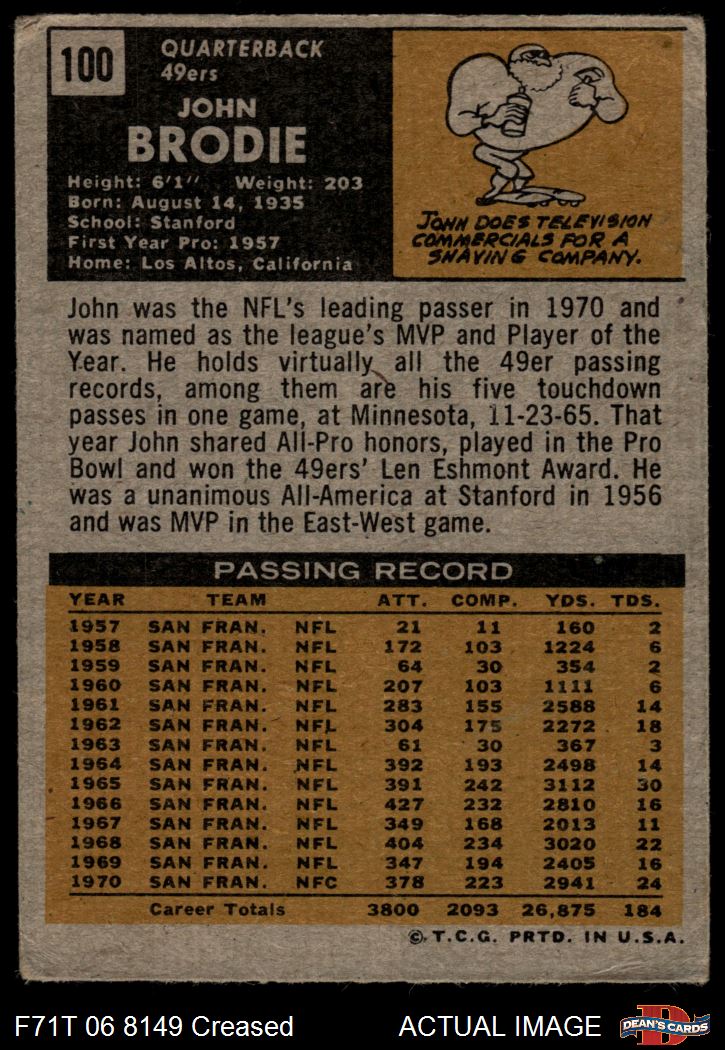 100
QUARTERBACK
49ers
JOHN
BRODIE
Height: 6'1" Weight: 203
Born: August 14, 1935
School: Stanford
First Year Pro: 1957
Home: Los Altos, California
JOHN DOES TELEVISION
COMMERCIALS FOR A
SHAVING COMPANY.
John was the NFL's leading passer in 1970 and
was named as the league's MVP and Player of the
Year. He holds virtually all the 49er passing
records, among them are his five touchdown
passes in one game, at Minnesota, 11-23-65. That
year John shared All-Pro honors, played in the Pro
Bowl and won the 49ers' Len Eshmont Award. He
was a unanimous All-America at Stanford in 1956
and was MVP in the East-West game.
PASSING RECORD
YEAR TEAM ATT. COMP. YDS. TDS.
1957 SAN FRAN. NFL 21 11 160 2
1958 SAN FRAN. NFL 172 103 1224 6
1959 SAN FRAN. NFL 64 30 354 2
1960 SAN FRAN. NFL 207 103 1111 6
1961 SAN FRAN. NFL 283 155 2588 14
1962 SAN FRAN. NFL 304 175 2272 18
1963 SAN FRAN. NFL 61 30 367 3
1964 SAN FRAN. NFL 392 193 2498 14
1965 SAN FRAN. NFL 391 242 3112 30
1966 SAN FRAN. NFL 427 232 2810 16
1967 SAN FRAN. NFL 349 168 2013 11
1968 SAN FRAN. NFL 404 234 3020 22
1969 SAN FRAN. NFL 347 194 2405 16
1970 SAN FRAN. NFC 378 223 2941 24
Career Totals 3800 2093 26,875 184
©. T.C.G. PRTD. IN U.S.A.
F71T 06 8149 Creased ACTUAL IMAGE
D
DEAN'S CARDS